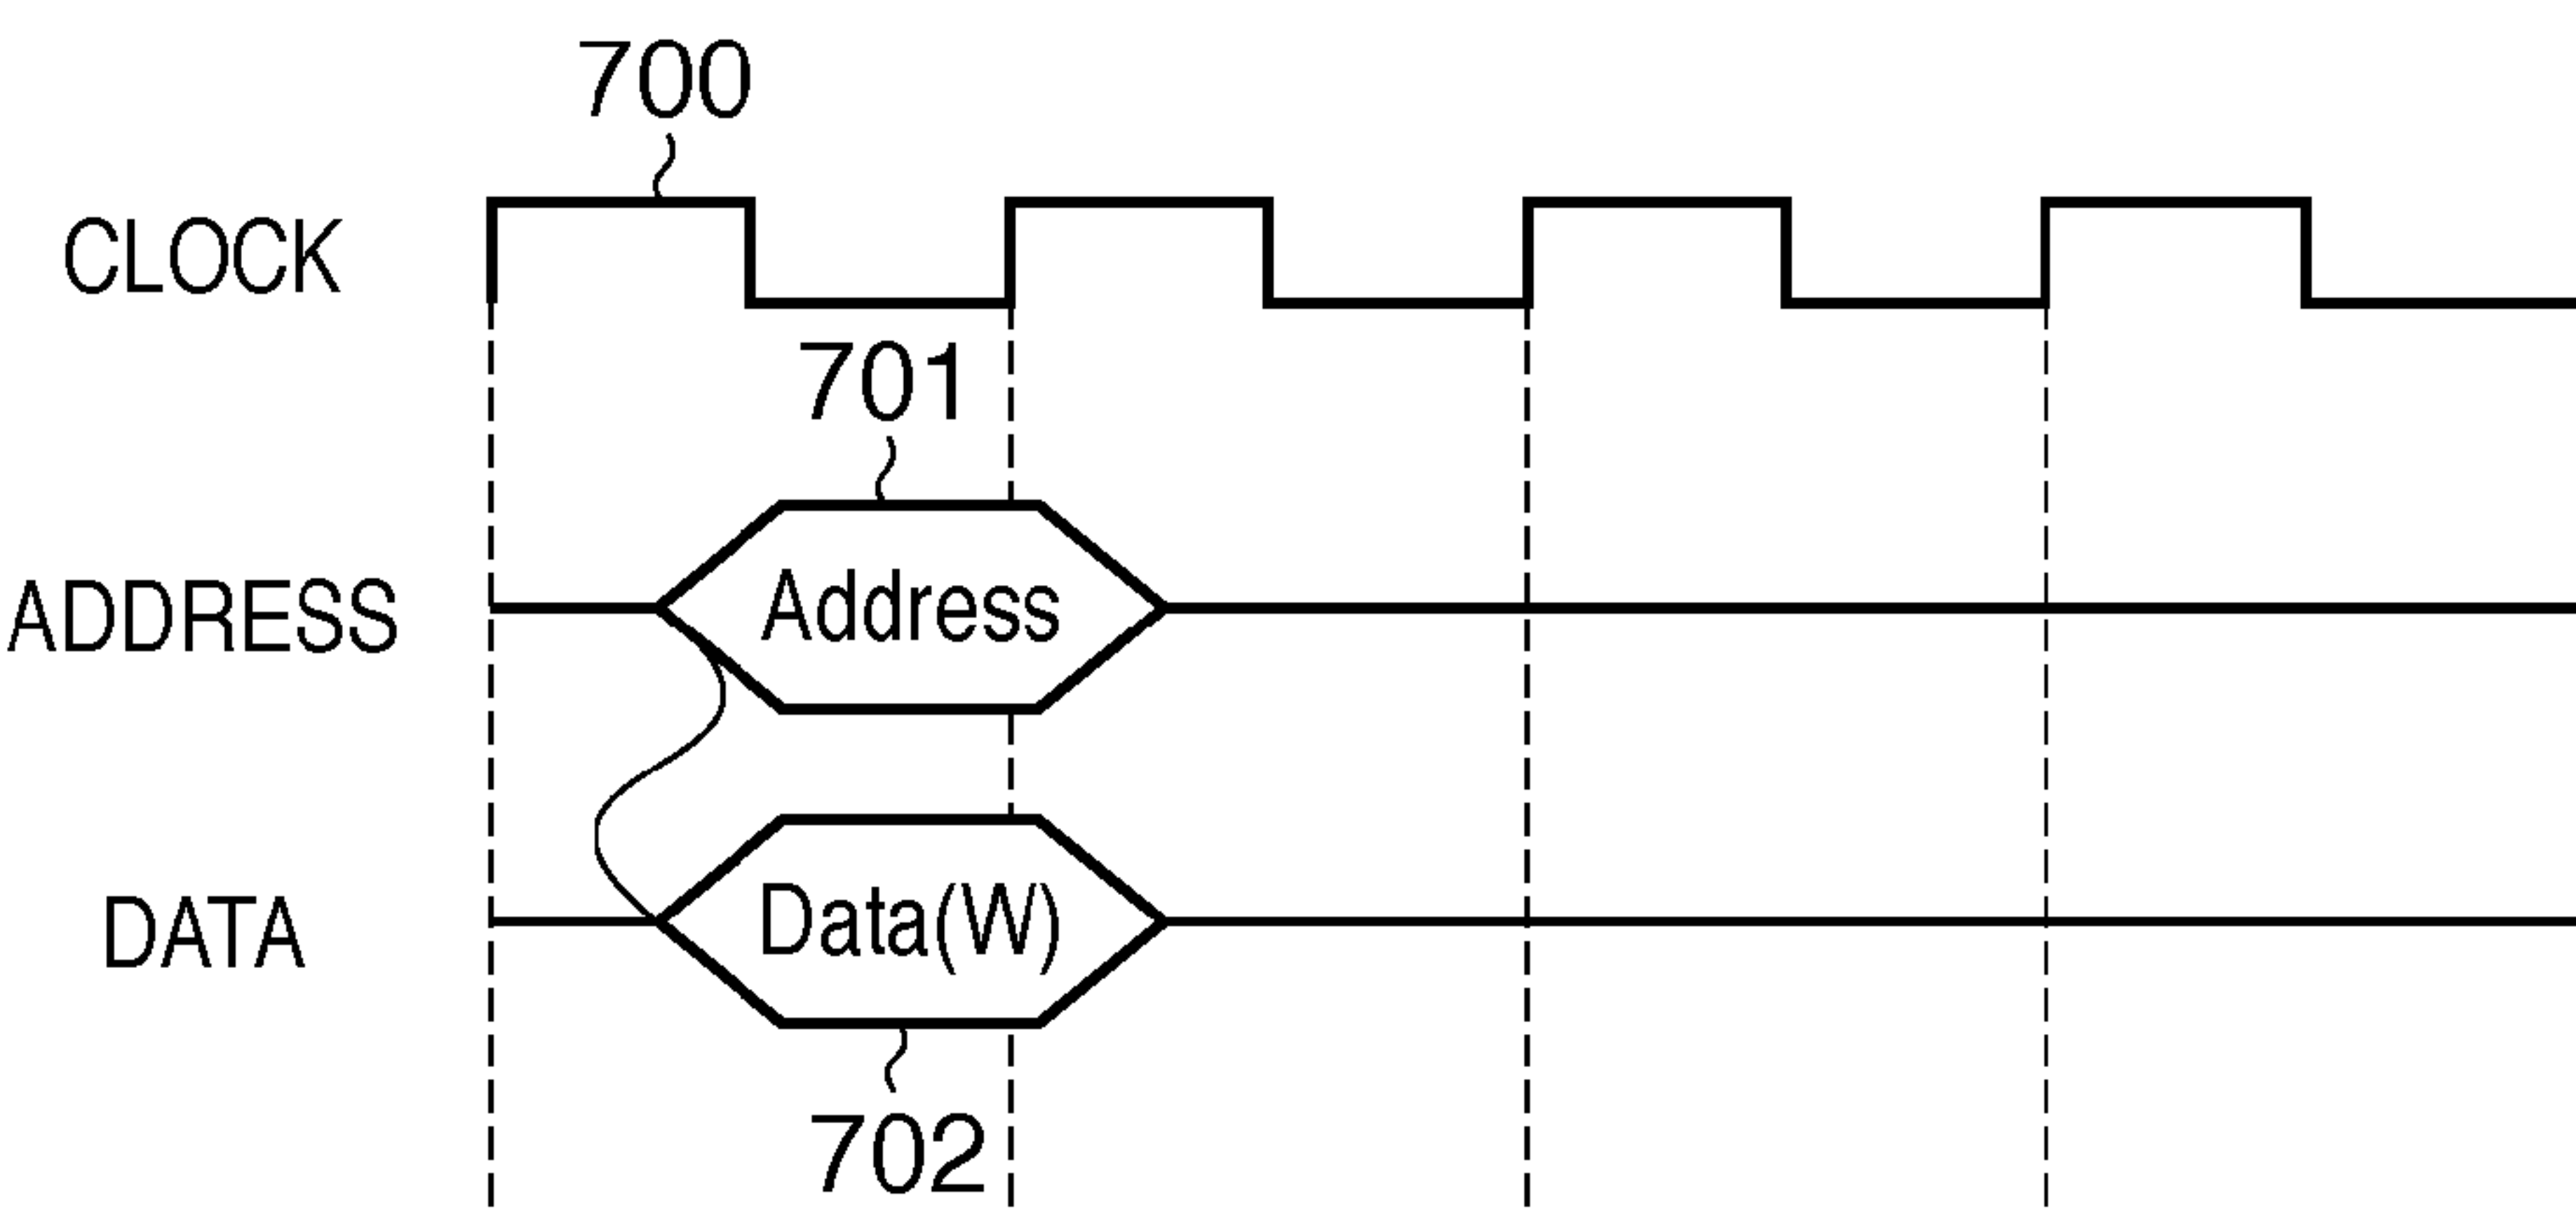 700
CLOCK
701
ADDRESS
Address
DATA
Data(W)
702